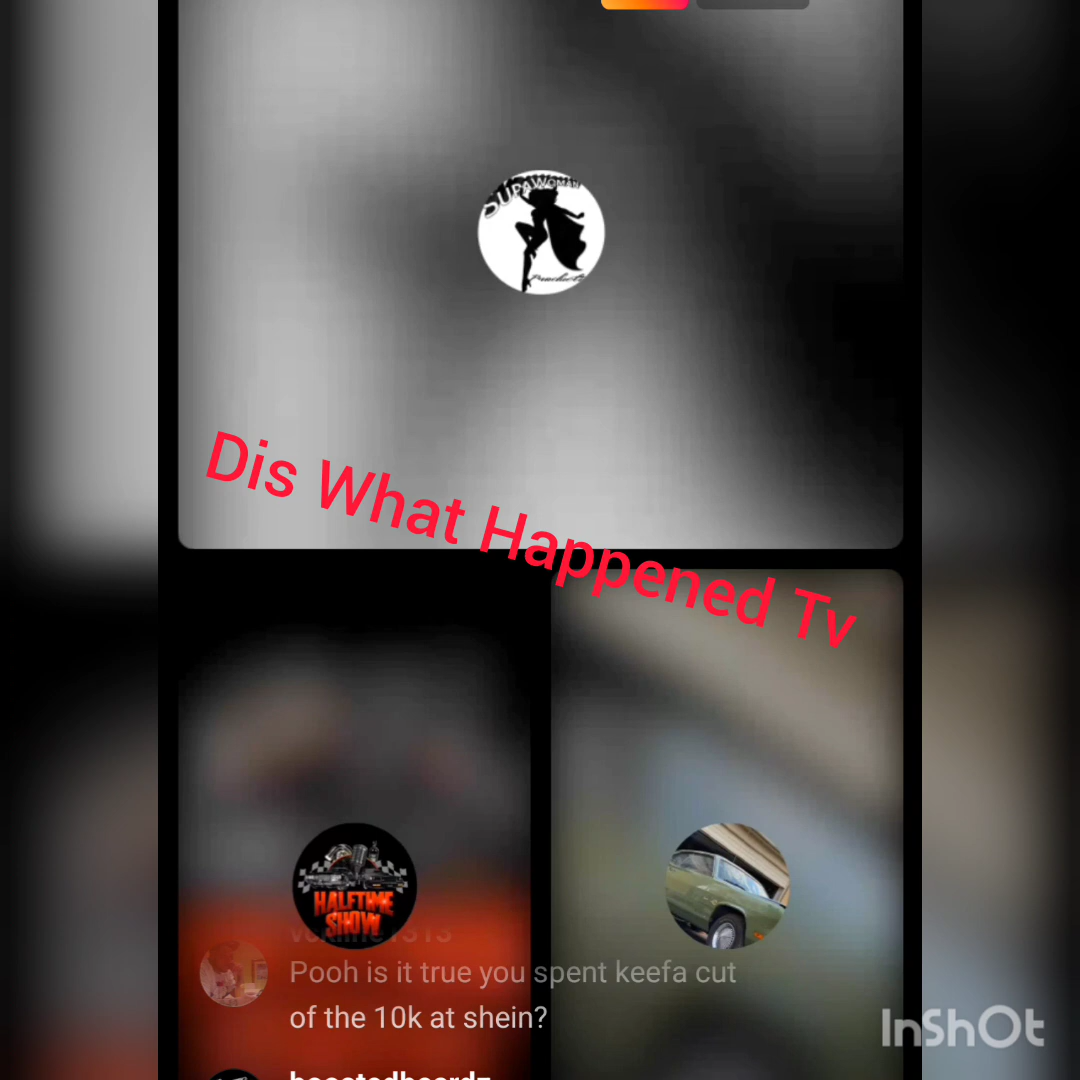 SUPAWOMAN
Dis What Happened Tv
HALFTIME
SHOW
Pooh is it true you spent keefa cut
of the 10k at shein?
InShOt